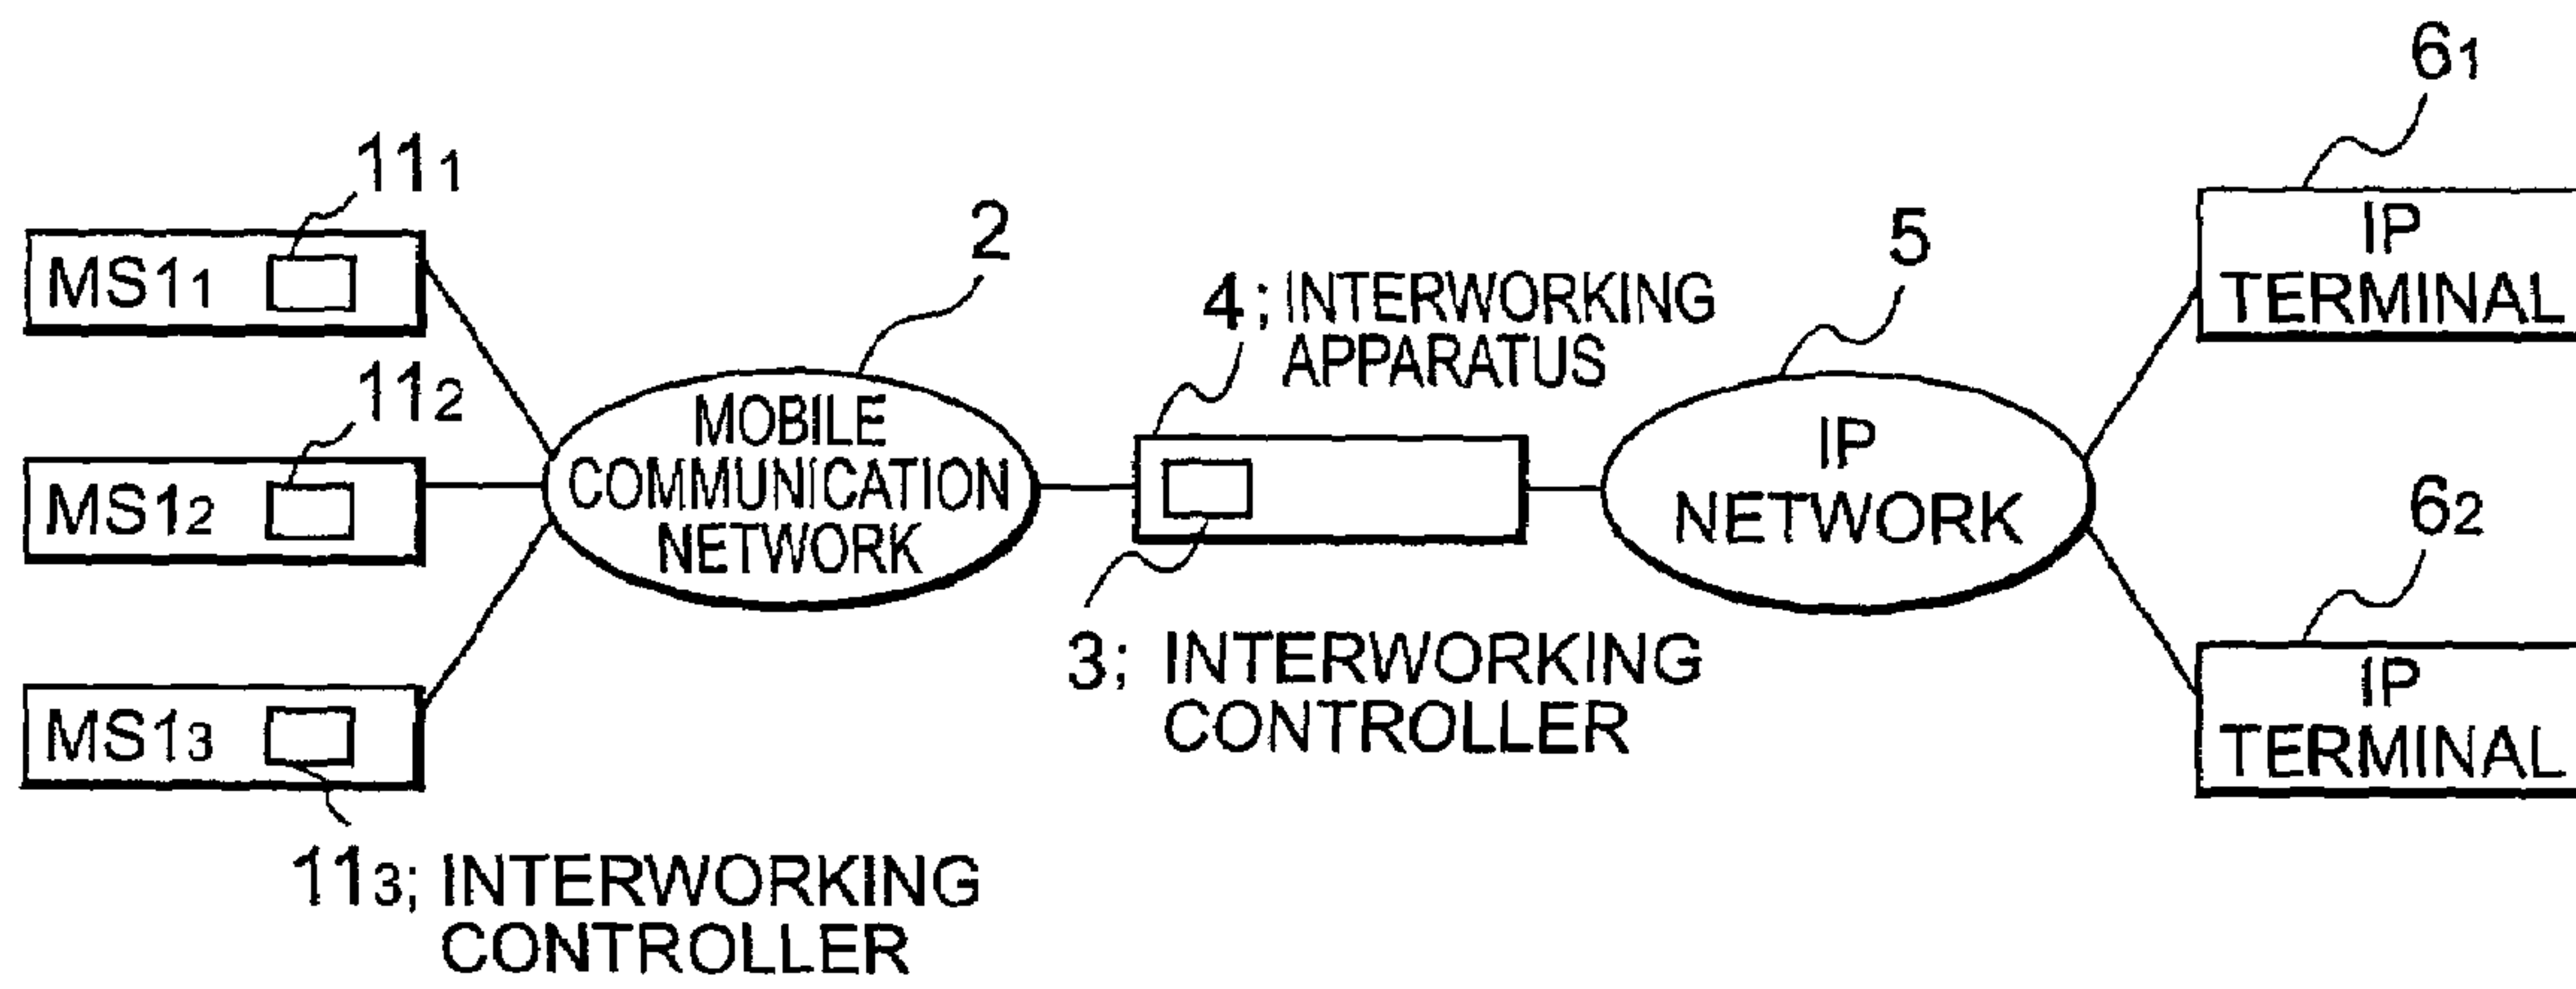 11₁
MS1₁
11₂
MS1₂
MS1₃
11₃; INTERWORKING
CONTROLLER
2
MOBILE
COMMUNICATION
NETWORK
4; INTERWORKING
APPARATUS
3; INTERWORKING
CONTROLLER
5
IP
NETWORK
6₁
IP
TERMINAL
6₂
IP
TERMINAL